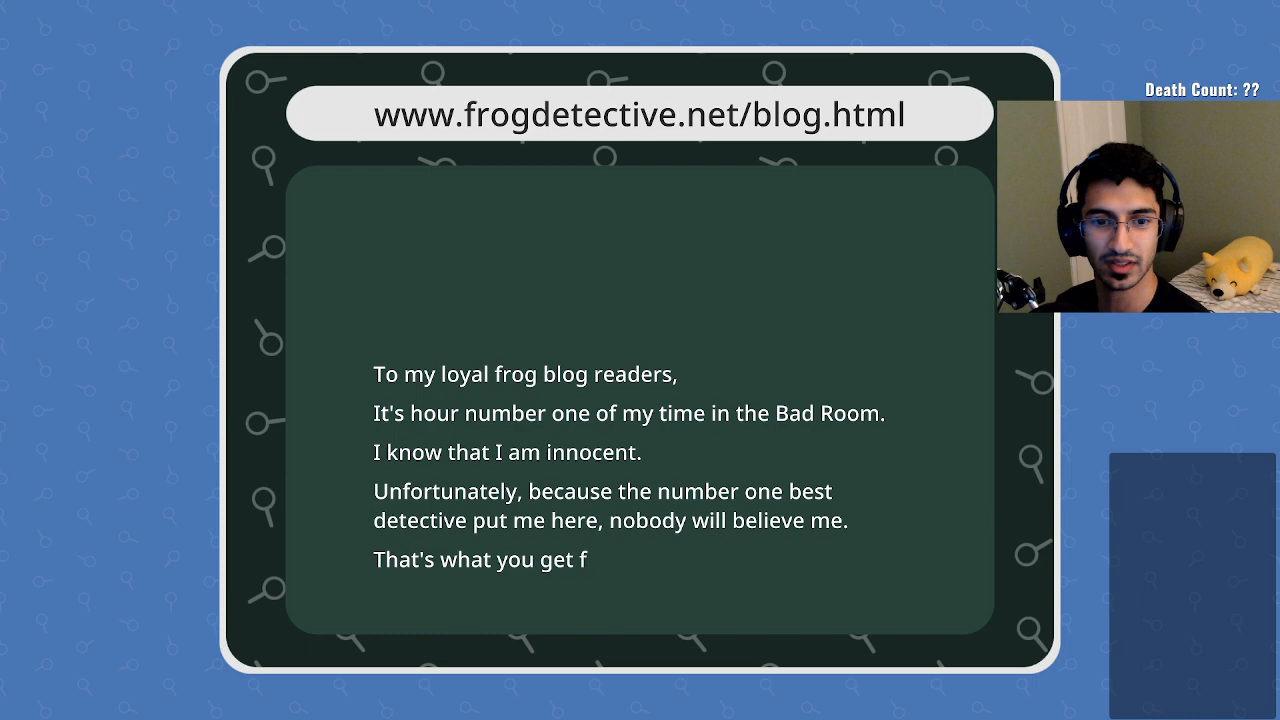 www.frogdetective.net/blog.html
Death Count: ??
To my loyal frog blog readers,
It's hour number one of my time in the Bad Room.
I know that I am innocent.
Unfortunately, because the number one best
detective put me here, nobody will believe me.
That's what you get f